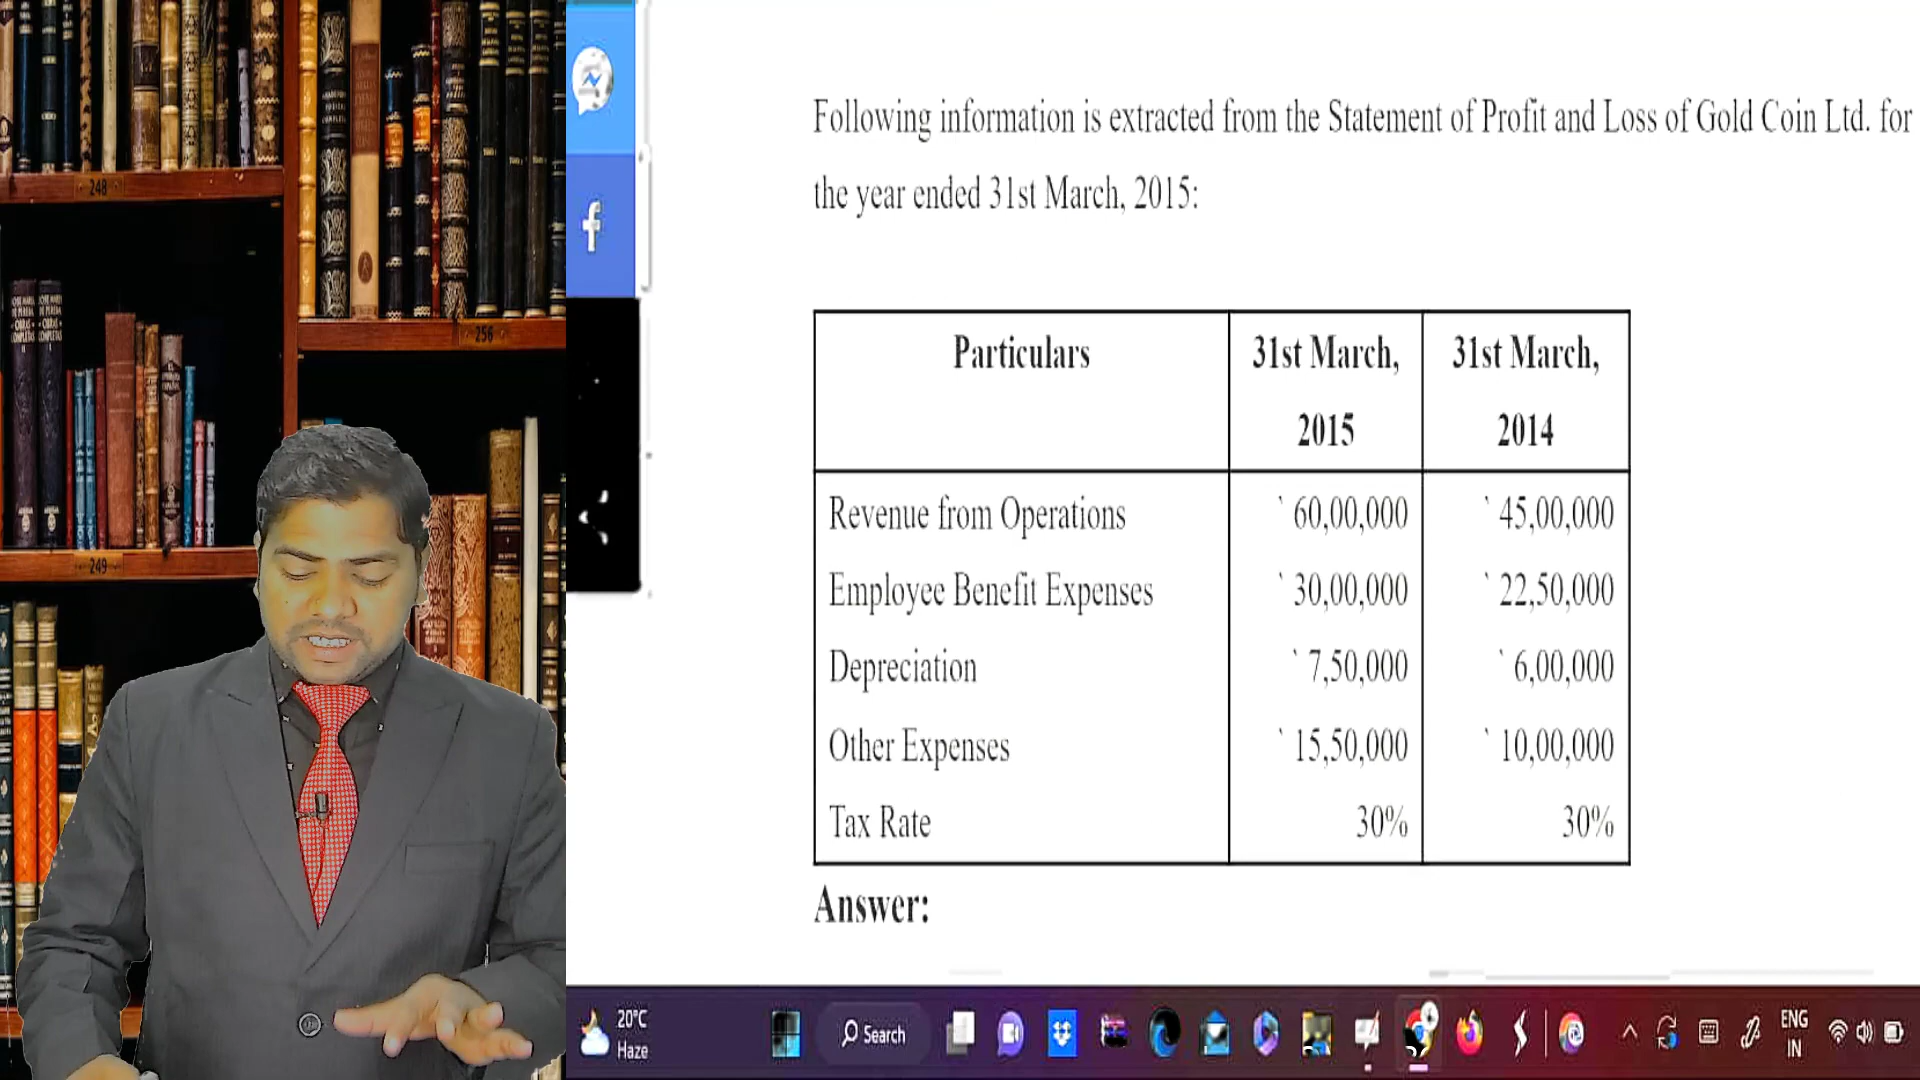 248
256
249
Following information is extracted from the Statement of Profit and Loss of Gold Coin Ltd. for
the year ended 31st March, 2015:
Particulars 31st March, 2015 31st March, 2014
Revenue from Operations ` 60,00,000 ` 45,00,000
Employee Benefit Expenses ` 30,00,000 ` 22,50,000
Depreciation ` 7,50,000 ` 6,00,000
Other Expenses ` 15,50,000 ` 10,00,000
Tax Rate 30% 30%
Answer:
20°C
Haze
Search
ENG
IN